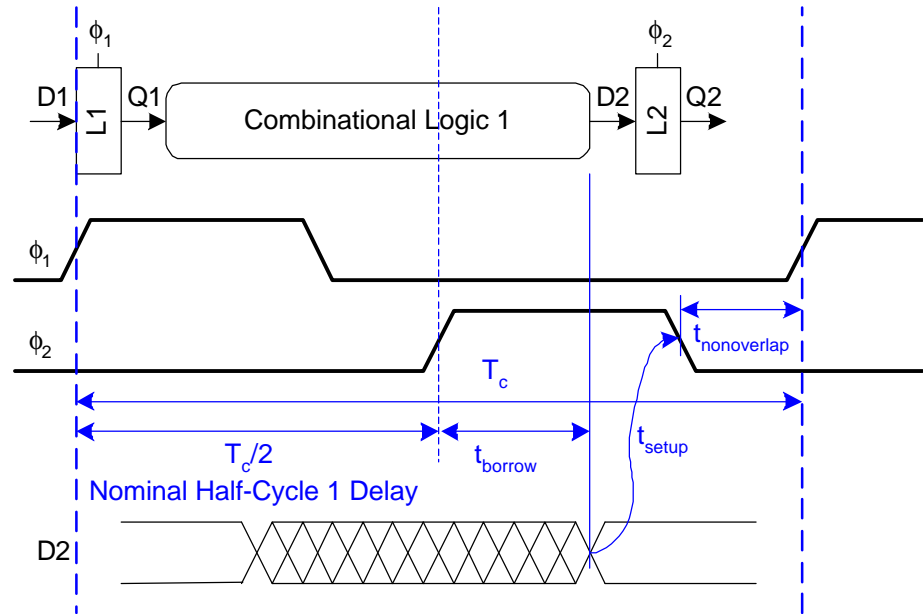 ϕ1
ϕ2
D1
L1
Q1
Combinational Logic 1
D2
L2
Q2
ϕ1
ϕ2
tnonoverlap
Tc
Tc/2
tborrow
tsetup
Nominal Half-Cycle 1 Delay
D2